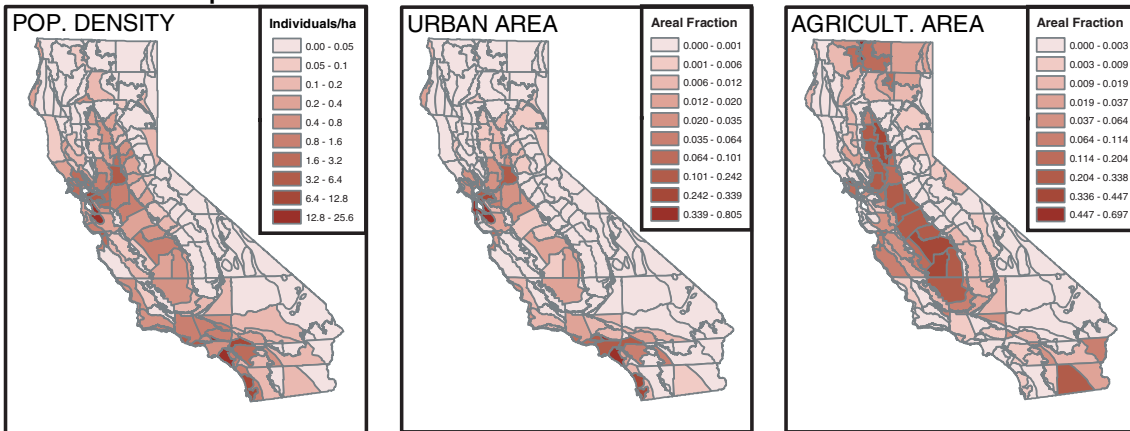 POP. DENSITY
Individuals/ha
0.00 - 0.05
0.05 - 0.1
0.1 - 0.2
0.2 - 0.4
0.4 - 0.8
0.8 - 1.6
1.6 - 3.2
3.2 - 6.4
6.4 - 12.8
12.8 - 25.6
URBAN AREA
Areal Fraction
0.000 - 0.001
0.001 - 0.006
0.006 - 0.012
0.012 - 0.020
0.020 - 0.035
0.035 - 0.064
0.064 - 0.101
0.101 - 0.242
0.242 - 0.339
0.339 - 0.805
AGRICULT. AREA
Areal Fraction
0.000 - 0.003
0.003 - 0.009
0.009 - 0.019
0.019 - 0.037
0.037 - 0.064
0.064 - 0.114
0.114 - 0.204
0.204 - 0.338
0.336 - 0.447
0.447 - 0.697